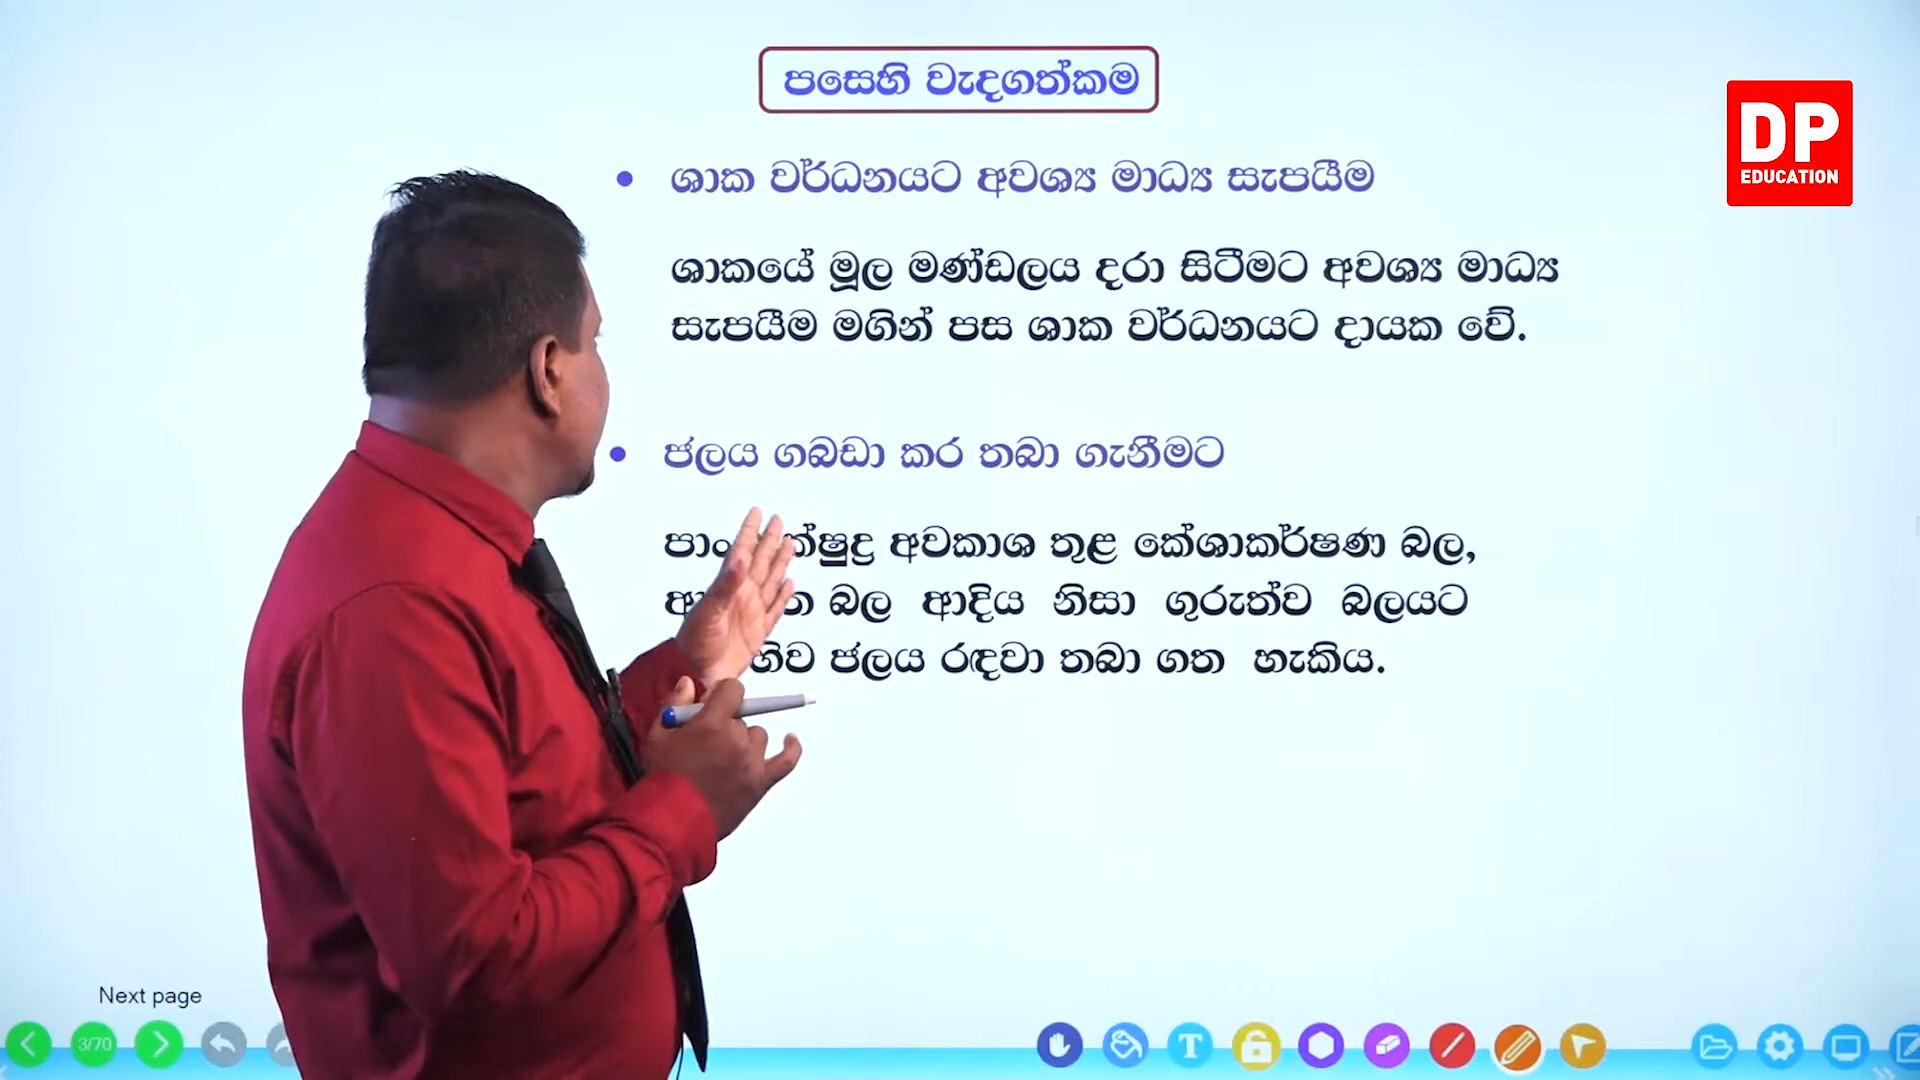 පසෙහි වැදගත්කම
DP
EDUCATION
• ශාක වර්ධනයට අවශ්‍ය මාධ්‍ය සැපයීම
ශාකයේ මූල මණ්ඩලය දරා සිටීමට අවශ්‍ය මාධ්‍ය
සැපයීම මගින් පස ශාක වර්ධනයට දායක වේ.
• ජලය ගබඩා කර තබා ගැනීමට
අවකාශ තුළ කේශාකර්ෂණ බල,
බල ආදිය නිසා ගුරුත්ව බලයට
ජලය රඳවා තබා ගත හැකිය.
Next page
3/70
T